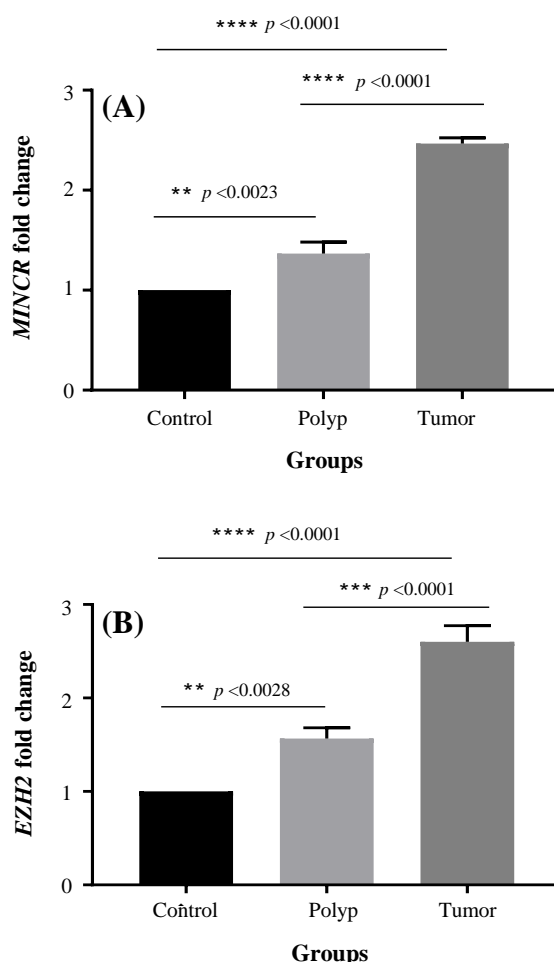 **** p <0.0001
**** p <0.0001
(A)
3
** p <0.0023
2
1
0
MINCR fold change
Control Polyp Tumor
Groups
**** p <0.0001
*** p <0.0001
(B)
3
** p <0.0028
2
1
0
EZH2 fold change
Control Polyp Tumor
Groups